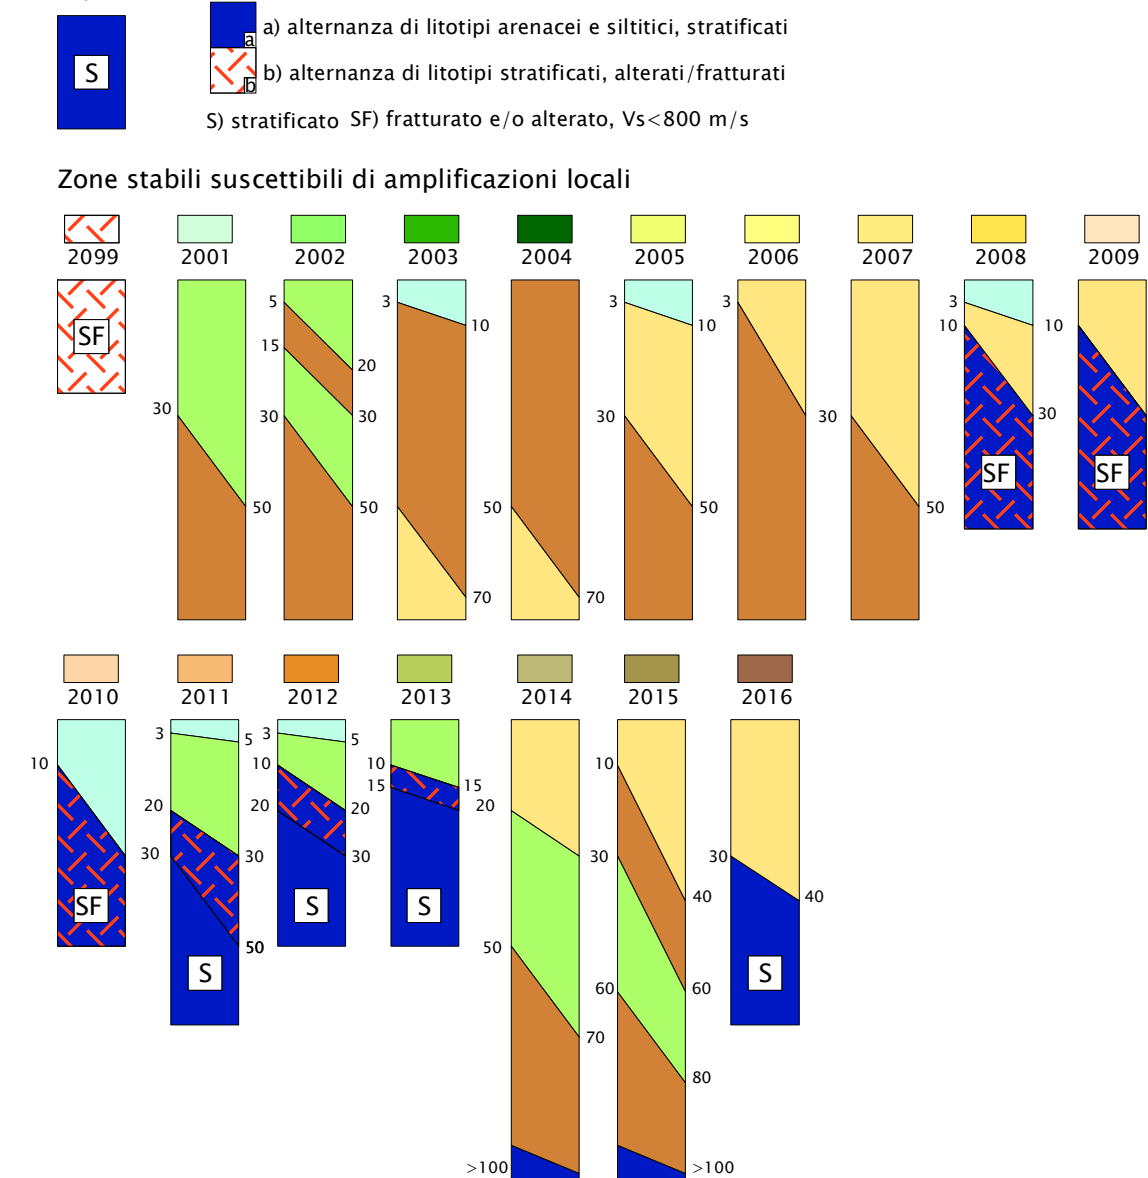 a) alternanza di litotipi arenacei e siltitici, stratificati
a
S
b) alternanza di litotipi stratificati, alterati/fratturati
b
S) stratificato SF) fratturato e/o alterato, Vs<800 m/s
Zone stabili suscettibili di amplificazioni locali
2099 2001 2002 2003 2004 2005 2006 2007 2008 2009
5 3 3 3 3
10 10 10 10
SF
15 20
30 30 30 30 30 30
SF SF
50 50 50 50 50
70 70
2010 2011 2012 2013 2014 2015 2016
3 5 3 5
10 10 10 10
15 15
20 20 20 20
30 30 30 30 30 30
40 40
SF S S
50 50
S S
60 60
70
80
>100 >100